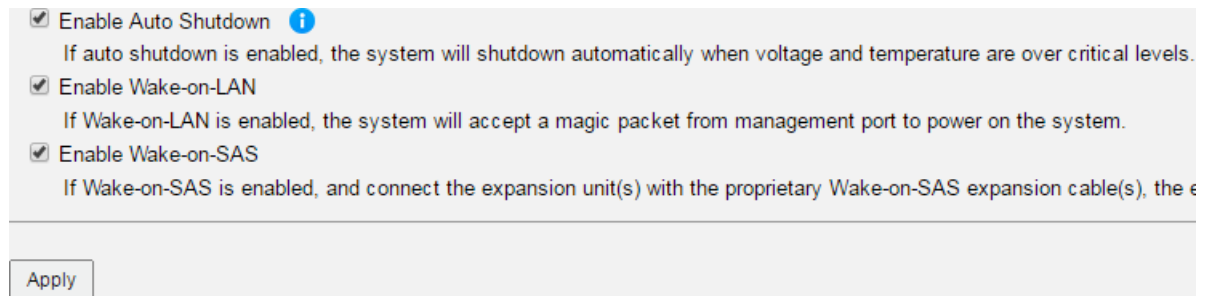 Enable Auto Shutdown
If auto shutdown is enabled, the system will shutdown automatically when voltage and temperature are over critical levels.
Enable Wake-on-LAN
If Wake-on-LAN is enabled, the system will accept a magic packet from management port to power on the system.
Enable Wake-on-SAS
If Wake-on-SAS is enabled, and connect the expansion unit(s) with the proprietary Wake-on-SAS expansion cable(s), the
Apply